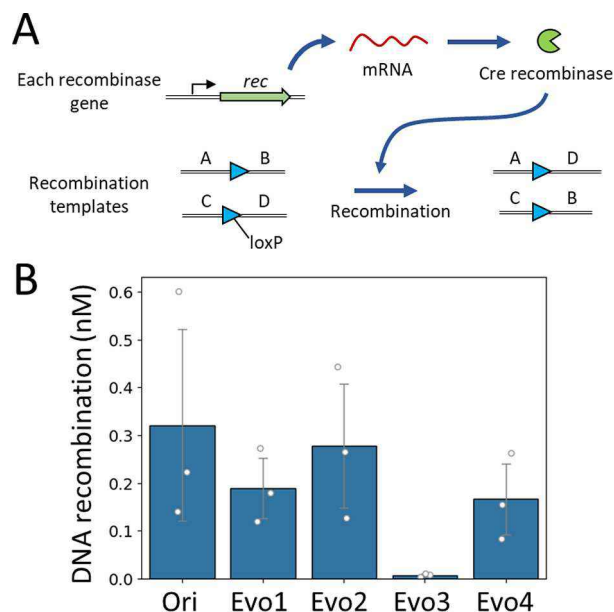 A
Each recombinase
gene
rec
mRNA
Cre recombinase
Recombination
templates
A B
C D
loxP
Recombination
A D
C B
B
DNA recombination (nM)
0.6
0.5
0.4
0.3
0.2
0.1
0.0
Ori Evo1 Evo2 Evo3 Evo4